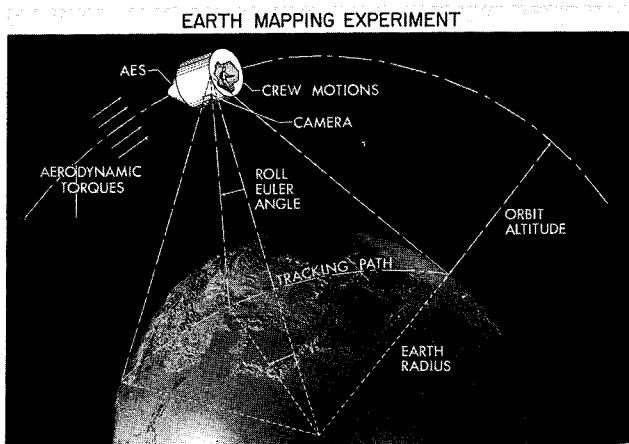 EARTH MAPPING EXPERIMENT
AES
CREW MOTIONS
CAMERA
AERODYNAMIC
TORQUES
ROLL
EULER
ANGLE
ORBIT
ALTITUDE
TRACKING PATH
EARTH
RADIUS